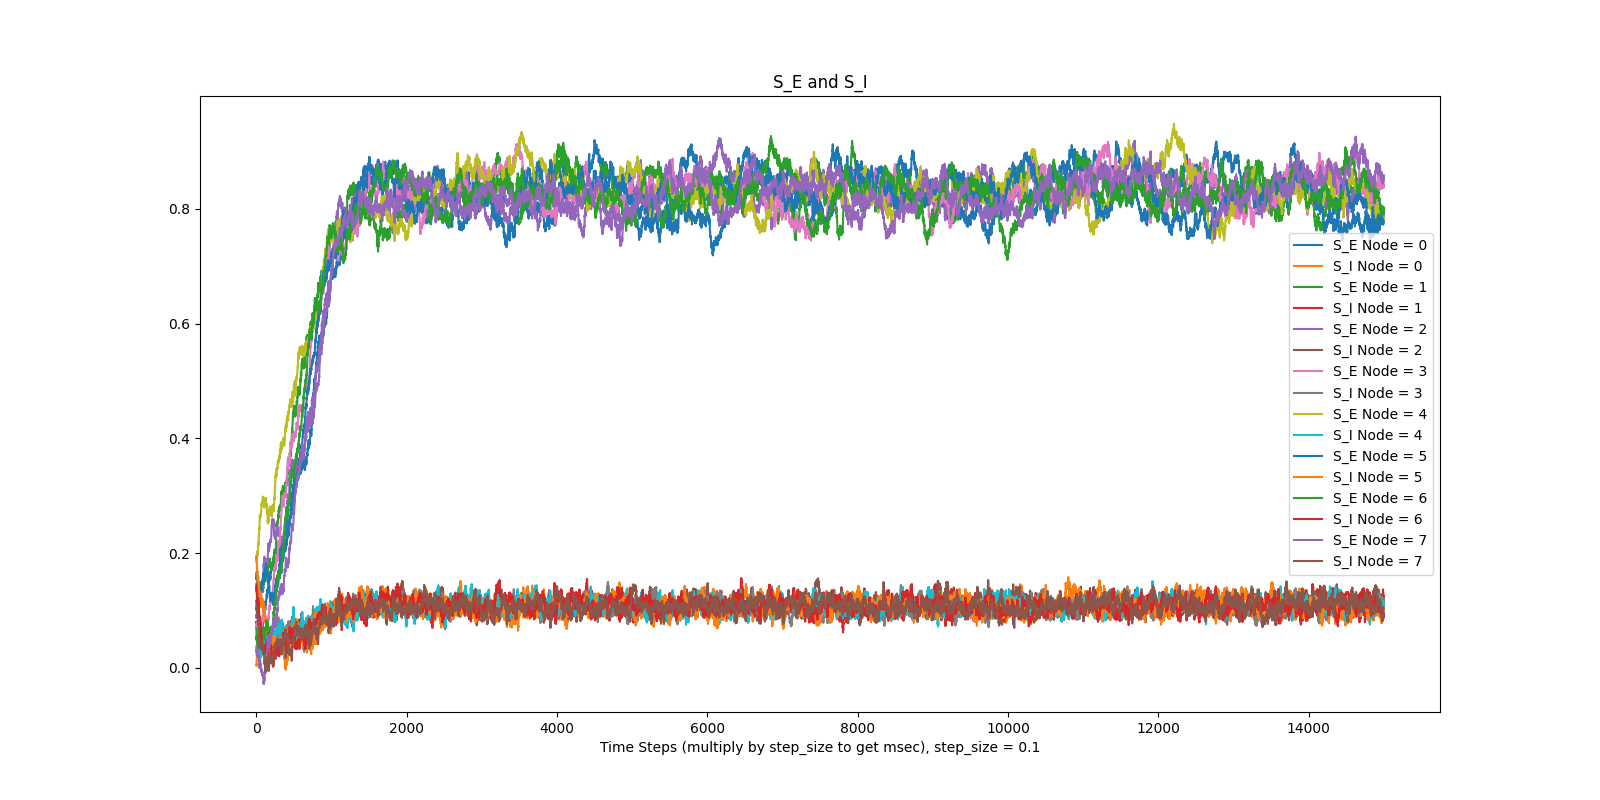 S_E and S_I
0.8
0.6
0.4
0.2
0.0
0 2000 4000 6000 8000 10000 12000 14000
Time Steps (multiply by step_size to get msec), step_size = 0.1
S_E Node = 0
S_I Node = 0
S_E Node = 1
S_I Node = 1
S_E Node = 2
S_I Node = 2
S_E Node = 3
S_I Node = 3
S_E Node = 4
S_I Node = 4
S_E Node = 5
S_I Node = 5
S_E Node = 6
S_I Node = 6
S_E Node = 7
S_I Node = 7